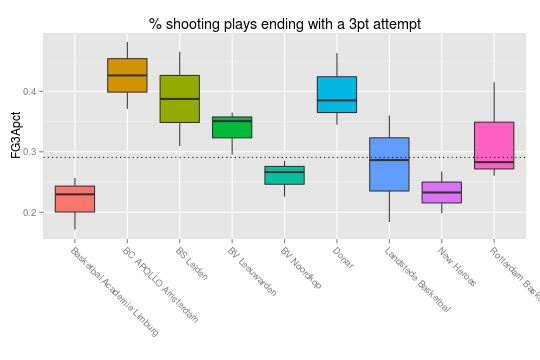 % shooting plays ending with a 3pt attempt
FG3Apct
0.4
0.3
0.2
Basketbal Academie Limburg
BC APOLLO Amsterdam
BS Leiden
BV Leeuwarden
BV Noordkop
Donar
Landstede Basketbal
New Heroes
Rotterdam Bask